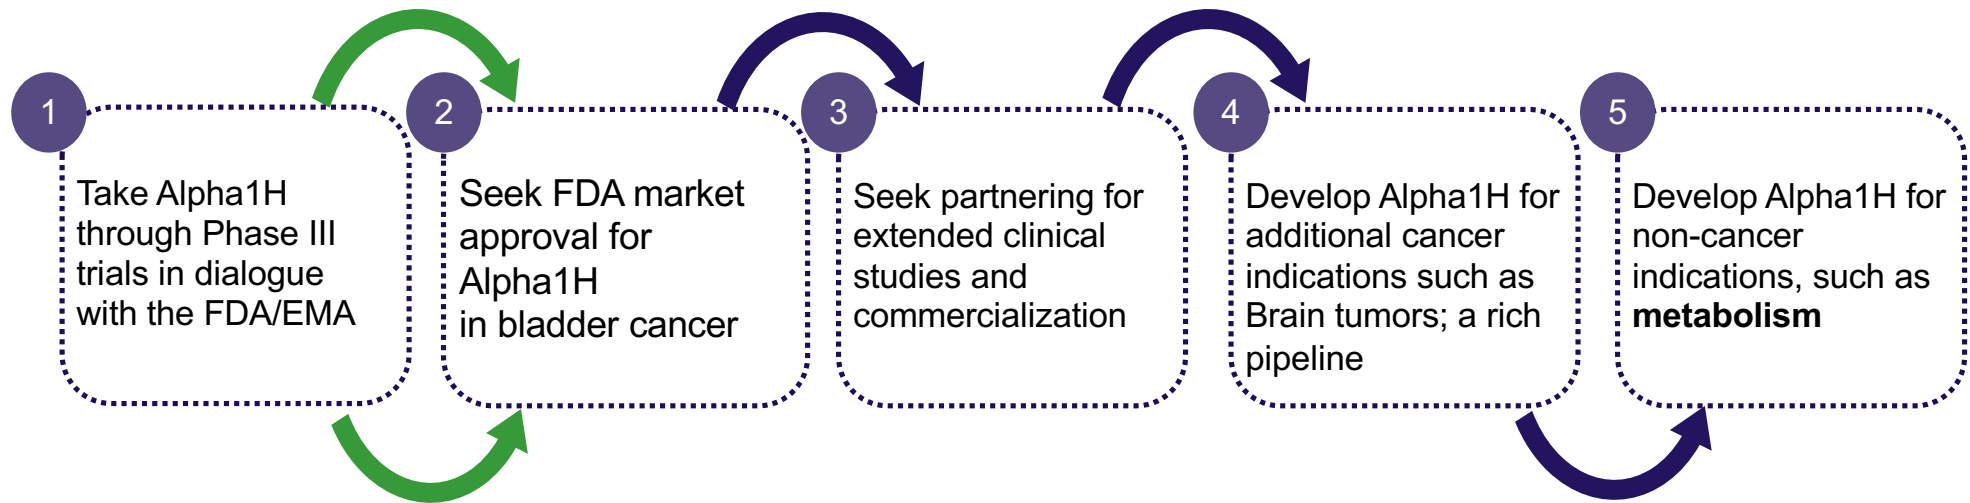 1
Take Alpha1H
through Phase III
trials in dialogue
with the FDA/EMA
2
Seek FDA market
approval for
Alpha1H
in bladder cancer
3
Seek partnering for
extended clinical
studies and
commercialization
4
Develop Alpha1H for
additional cancer
indications such as
Brain tumors; a rich
pipeline
5
Develop Alpha1H for
non-cancer
indications, such as
metabolism